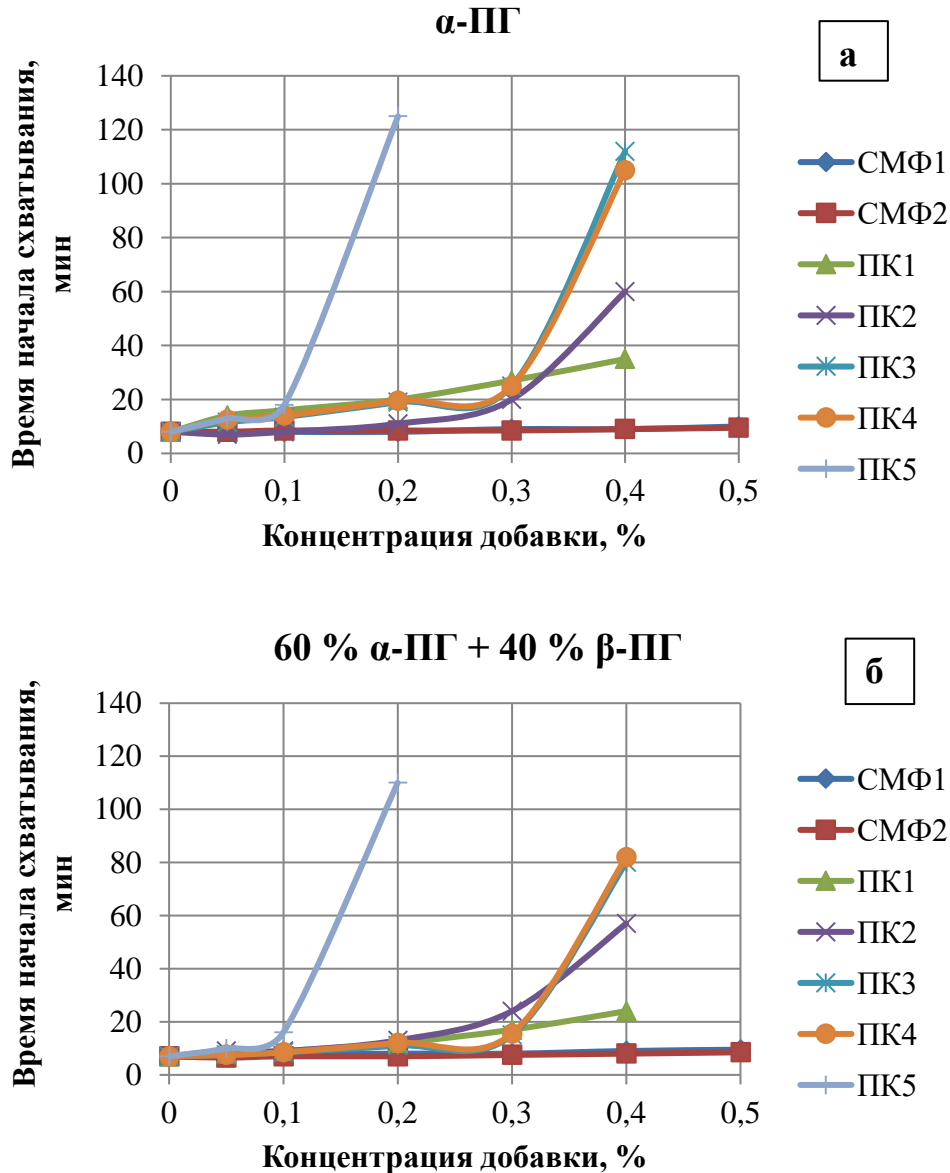 α-ПГ
а
Время начала схватывания,
мин
140
120
100
80
60
40
20
0
0
0,1
0,2
0,3
0,4
0,5
Концентрация добавки, %
СМФ1
СМФ2
ПК1
ПК2
ПК3
ПК4
ПК5
60 % α-ПГ + 40 % β-ПГ
б
Время начала схватывания,
мин
140
120
100
80
60
40
20
0
0
0,1
0,2
0,3
0,4
0,5
Концентрация добавки, %
СМФ1
СМФ2
ПК1
ПК2
ПК3
ПК4
ПК5